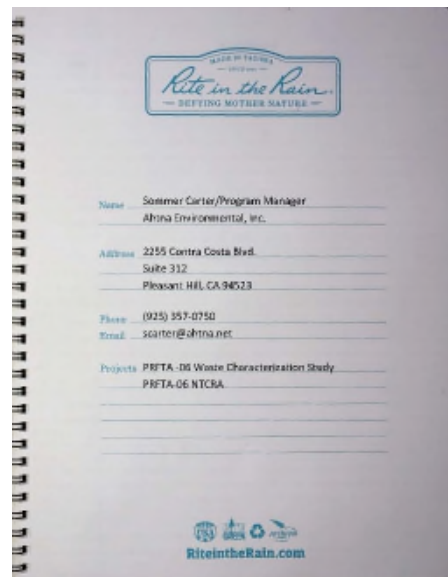 MADE IN TACOMA
Rite in the Rain
DEFYING MOTHER NATURE
Name Sommer Carter/Program Manager
Ahtna Environmental, Inc.
Address 2255 Contra Costa Blvd.
Suite 312
Pleasant Hill, CA 94523
Phone (925) 357-0750
Email scarter@ahtna.net
Projects PRFTA -06 Waste Characterization Study
PRFTA-06 NTCRA
USA
RiteintheRain.com